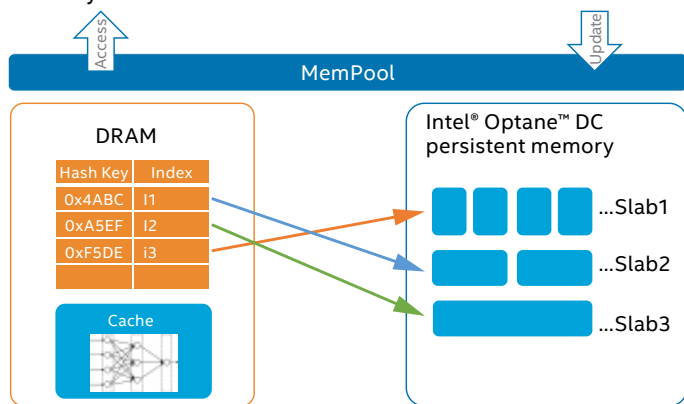 Access
Update
MemPool
DRAM
Hash Key Index
0x4ABC I1
0xA5EF I2
0xF5DE i3
Cache
Intel® Optane™ DC
persistent memory
...Slab1
...Slab2
...Slab3